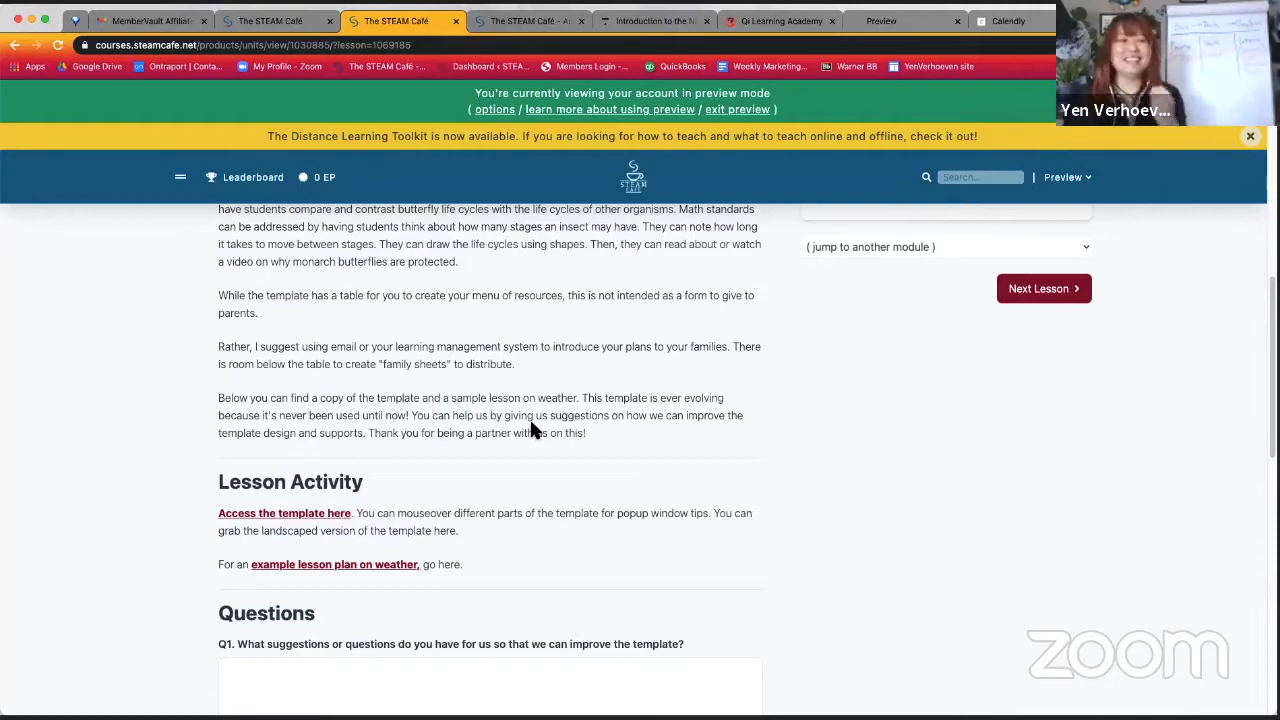 MemberVault Affiliate
The STEAM Café
The STEAM Café
The STEAM Café - A
Introduction to the N
Qi Learning Academy
Preview
Calendly
courses.steamcafe.net/products/units/view/1030885/?lesson=1069185
Apps
Google Drive
Ontraport | Conta...
My Profile - Zoom
The STEAM Café -...
Dashboard ‹ STEA...
Members Login -...
QuickBooks
Weekly Marketing...
Warner BB
YenVerhoeven site
Yen Verhoev...
You're currently viewing your account in preview mode
( options / learn more about using preview / exit preview )
The Distance Learning Toolkit is now available. If you are looking for how to teach and what to teach online and offline, check it out!
Leaderboard
0 EP
STEAM
CAFÉ
Search...
| Preview
have students compare and contrast butterfly life cycles with the life cycles of other organisms. Math standards
can be addressed by having students think about how many stages an insect may have. They can note how long
it takes to move between stages. They can draw the life cycles using shapes. Then, they can read about or watch
a video on why monarch butterflies are protected.
While the template has a table for you to create your menu of resources, this is not intended as a form to give to
parents.
Rather, I suggest using email or your learning management system to introduce your plans to your families. There
is room below the table to create "family sheets" to distribute.
Below you can find a copy of the template and a sample lesson on weather. This template is ever evolving
because it's never been used until now! You can help us by giving us suggestions on how we can improve the
template design and supports. Thank you for being a partner with us on this!
( jump to another module )
Next Lesson
Lesson Activity
Access the template here. You can mouseover different parts of the template for popup window tips. You can
grab the landscaped version of the template here.
For an example lesson plan on weather, go here.
Questions
Q1. What suggestions or questions do you have for us so that we can improve the template?
zoom